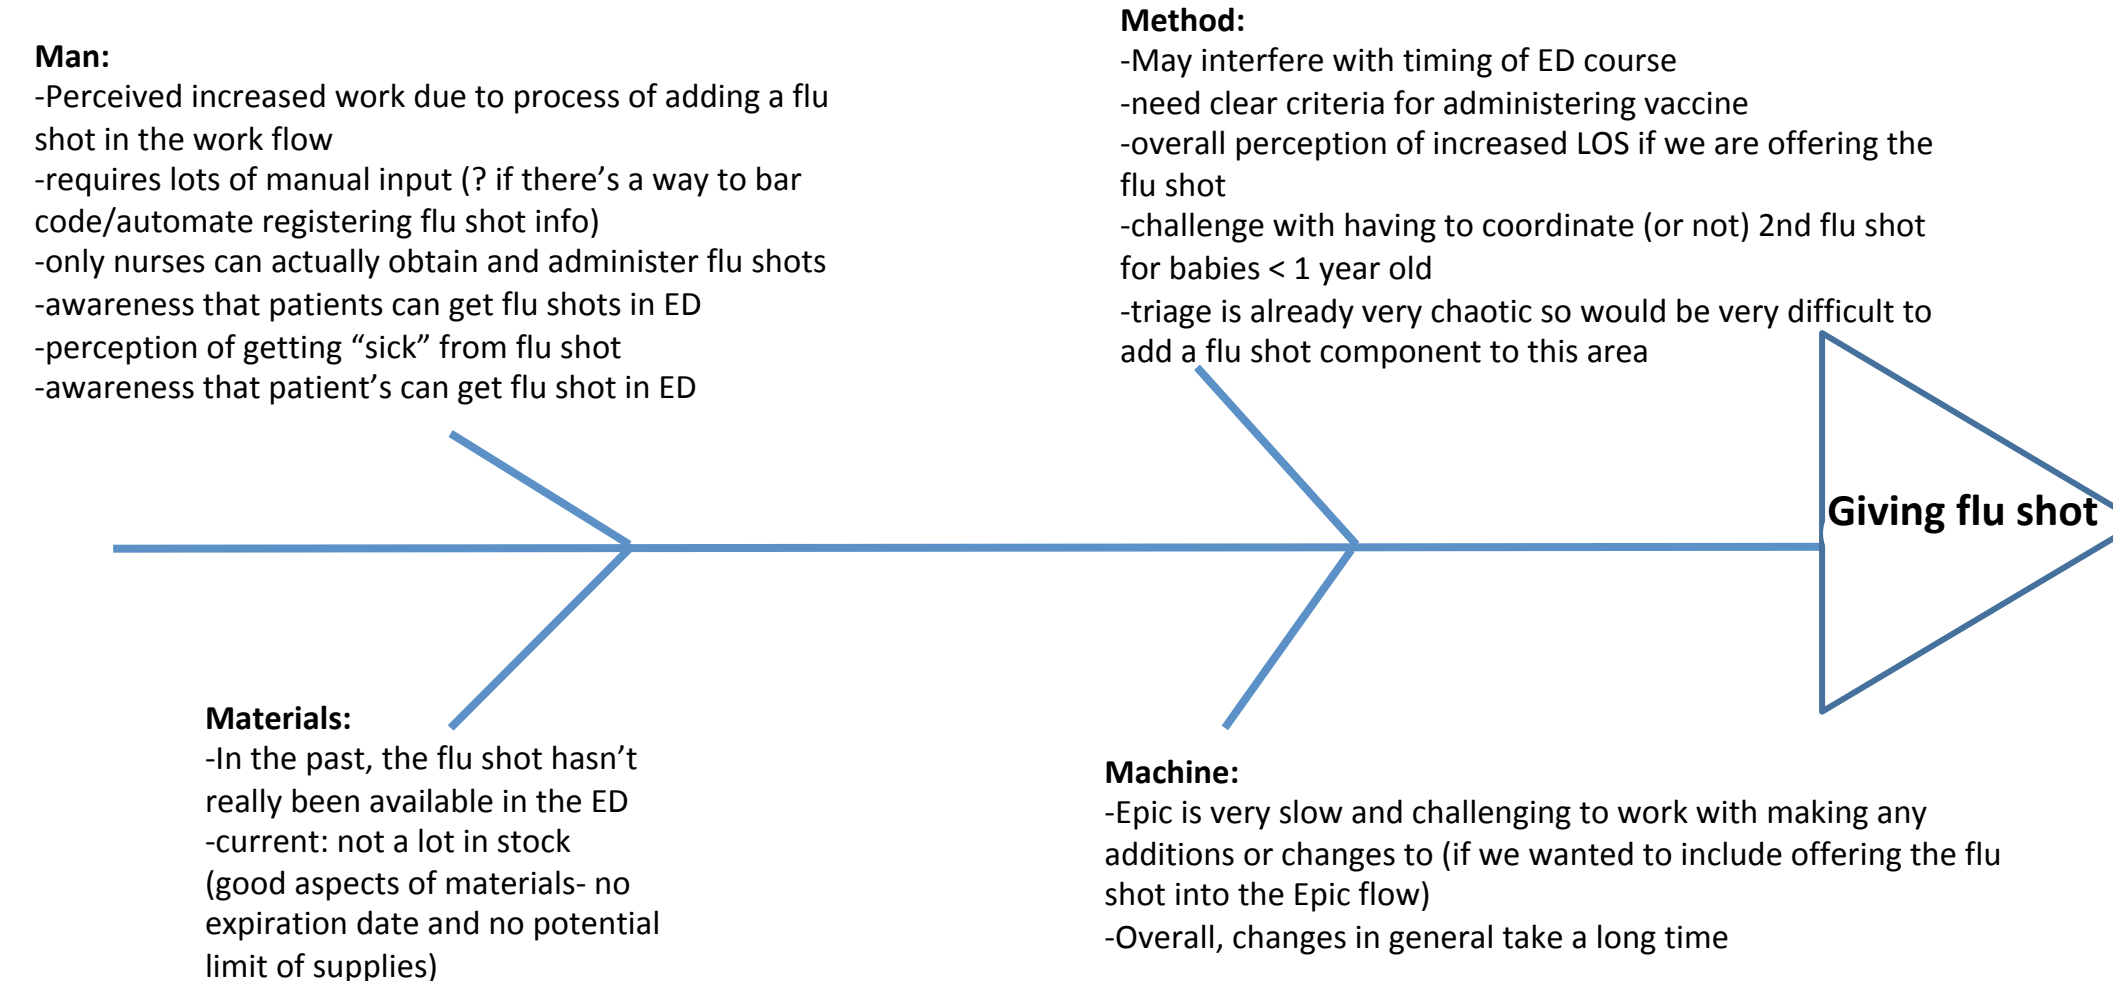 Man:
-Perceived increased work due to process of adding a flu
shot in the work flow
-requires lots of manual input (? if there's a way to bar
code/automate registering flu shot info)
-only nurses can actually obtain and administer flu shots
-awareness that patients can get flu shots in ED
-perception of getting “sick” from flu shot
-awareness that patient’s can get flu shot in ED
Method:
-May interfere with timing of ED course
-need clear criteria for administering vaccine
-overall perception of increased LOS if we are offering the
flu shot
-challenge with having to coordinate (or not) 2nd flu shot
for babies < 1 year old
-triage is already very chaotic so would be very difficult to
add a flu shot component to this area
Giving flu shot
Materials:
-In the past, the flu shot hasn’t
really been available in the ED
-current: not a lot in stock
(good aspects of materials- no
expiration date and no potential
limit of supplies)
Machine:
-Epic is very slow and challenging to work with making any
additions or changes to (if we wanted to include offering the flu
shot into the Epic flow)
-Overall, changes in general take a long time